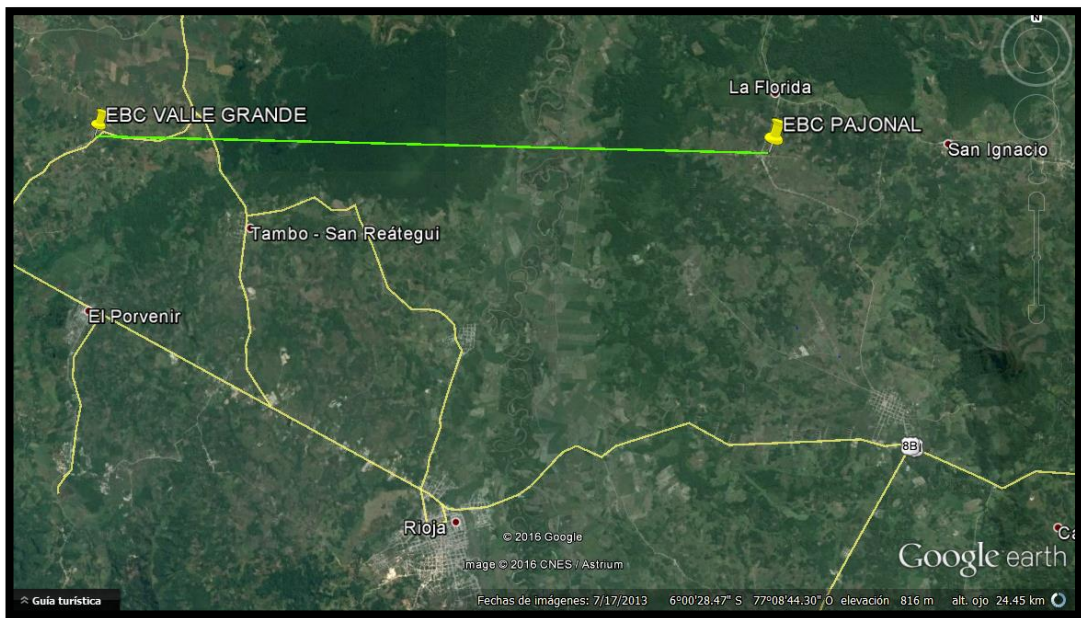 N
La Florida
EBC VALLE GRANDE
EBC PAJONAL
San Ignacio
Tambo - San Reátegui
El Porvenir
8B
Rioja
Ca
© 2016 Google
Image © 2016 CNES / Astrium
Google earth
Guía turística
Fechas de imágenes: 7/17/2013 6°00'28.47" S 77°08'44.30" O elevación 816 m alt. ojo 24.45 km